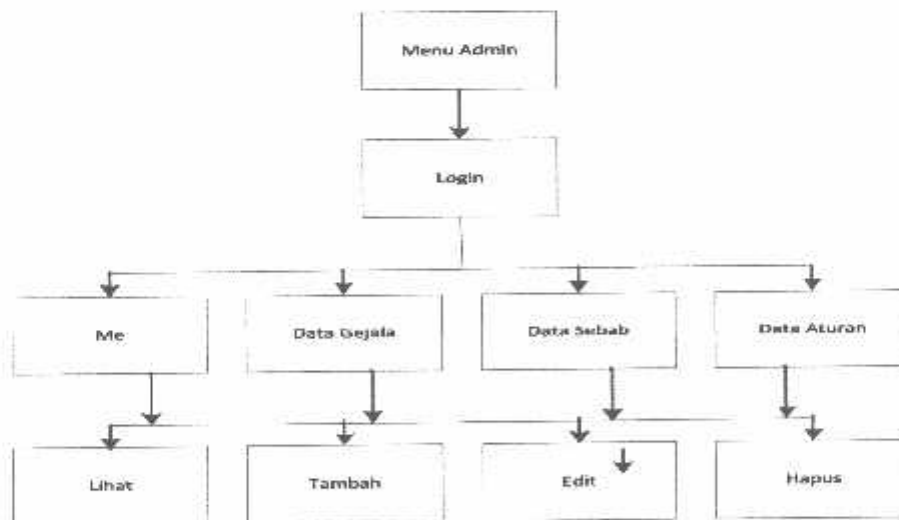 Menu Admin
Login
Me
Data Gejala
Data Sebab
Data Aturan
Lihat
Tambah
Edit
Hapus